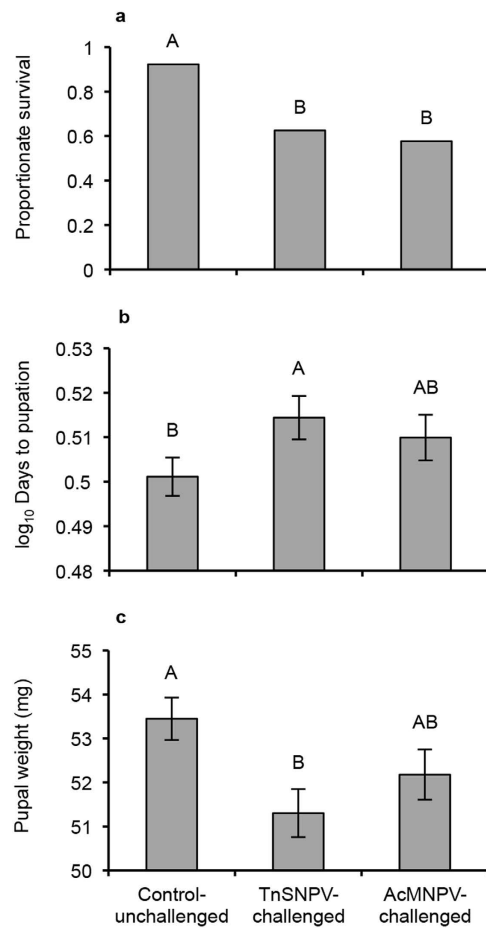 a
Proportionate survival
1
0.8
0.6
0.4
0.2
0
A
B
B
b
log₁₀ Days to pupation
0.53
0.52
0.51
0.5
0.49
0.48
B
A
AB
c
Pupal weight (mg)
55
54
53
52
51
50
A
B
AB
Control-
unchallenged
TnSNPV-
challenged
AcMNPV-
challenged